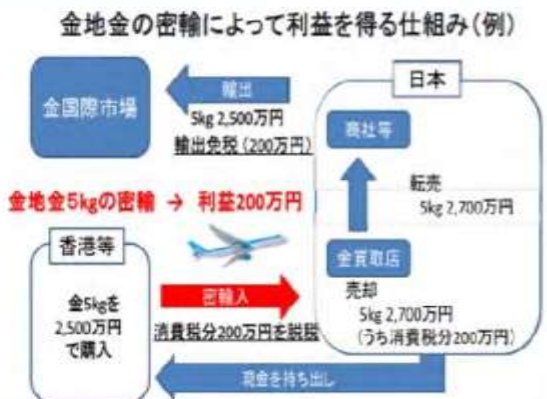 金地金の密輸によって利益を得る仕組み(例)
日本
金国際市場
輸出
5kg 2,500万円
輸出免税(200万円)
商社等
転売
5kg 2,700万円
金地金5kgの密輸 → 利益200万円
香港等
金5kgを
2,500万円
で購入
密輸入
消費税分200万円を脱税
金買取店
売却
5kg 2,700万円
(うち消費税分200万円)
現金を持ち出し